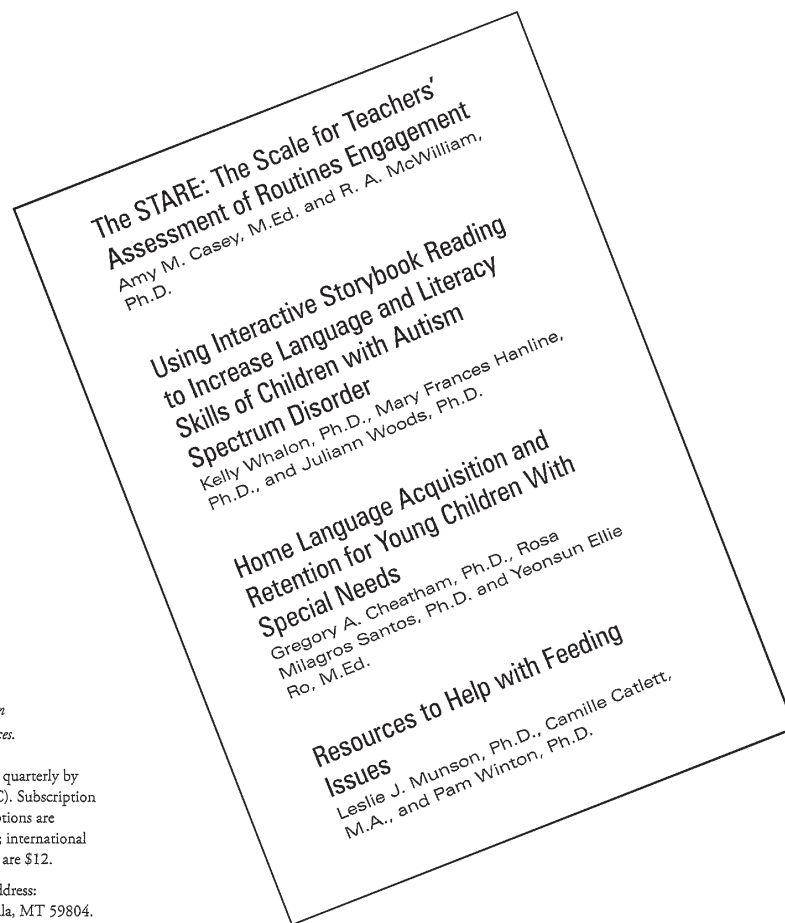 The STARE: The Scale for Teachers'
Assessment of Routines Engagement
Amy M. Casey, M.Ed. and R. A. McWilliam,
Ph.D.
Using Interactive Storybook Reading
to Increase Language and Literacy
Skills of Children with Autism
Spectrum Disorder
Kelly Whalon, Ph.D., Mary Frances Hanline,
Ph.D., and Juliann Woods, Ph.D.
Home Language Acquisition and
Retention for Young Children With
Special Needs
Gregory A. Cheatham, Ph.D., Rosa
Milagros Santos, Ph.D. and Yeonsun Ellie
Ro, M.Ed.
Resources to Help with Feeding
Issues
Leslie J. Munson, Ph.D., Camille Catlett,
M.A., and Pam Winton, Ph.D.
quarterly by
C). Subscription
are
; international
are $12.
MT 59804.